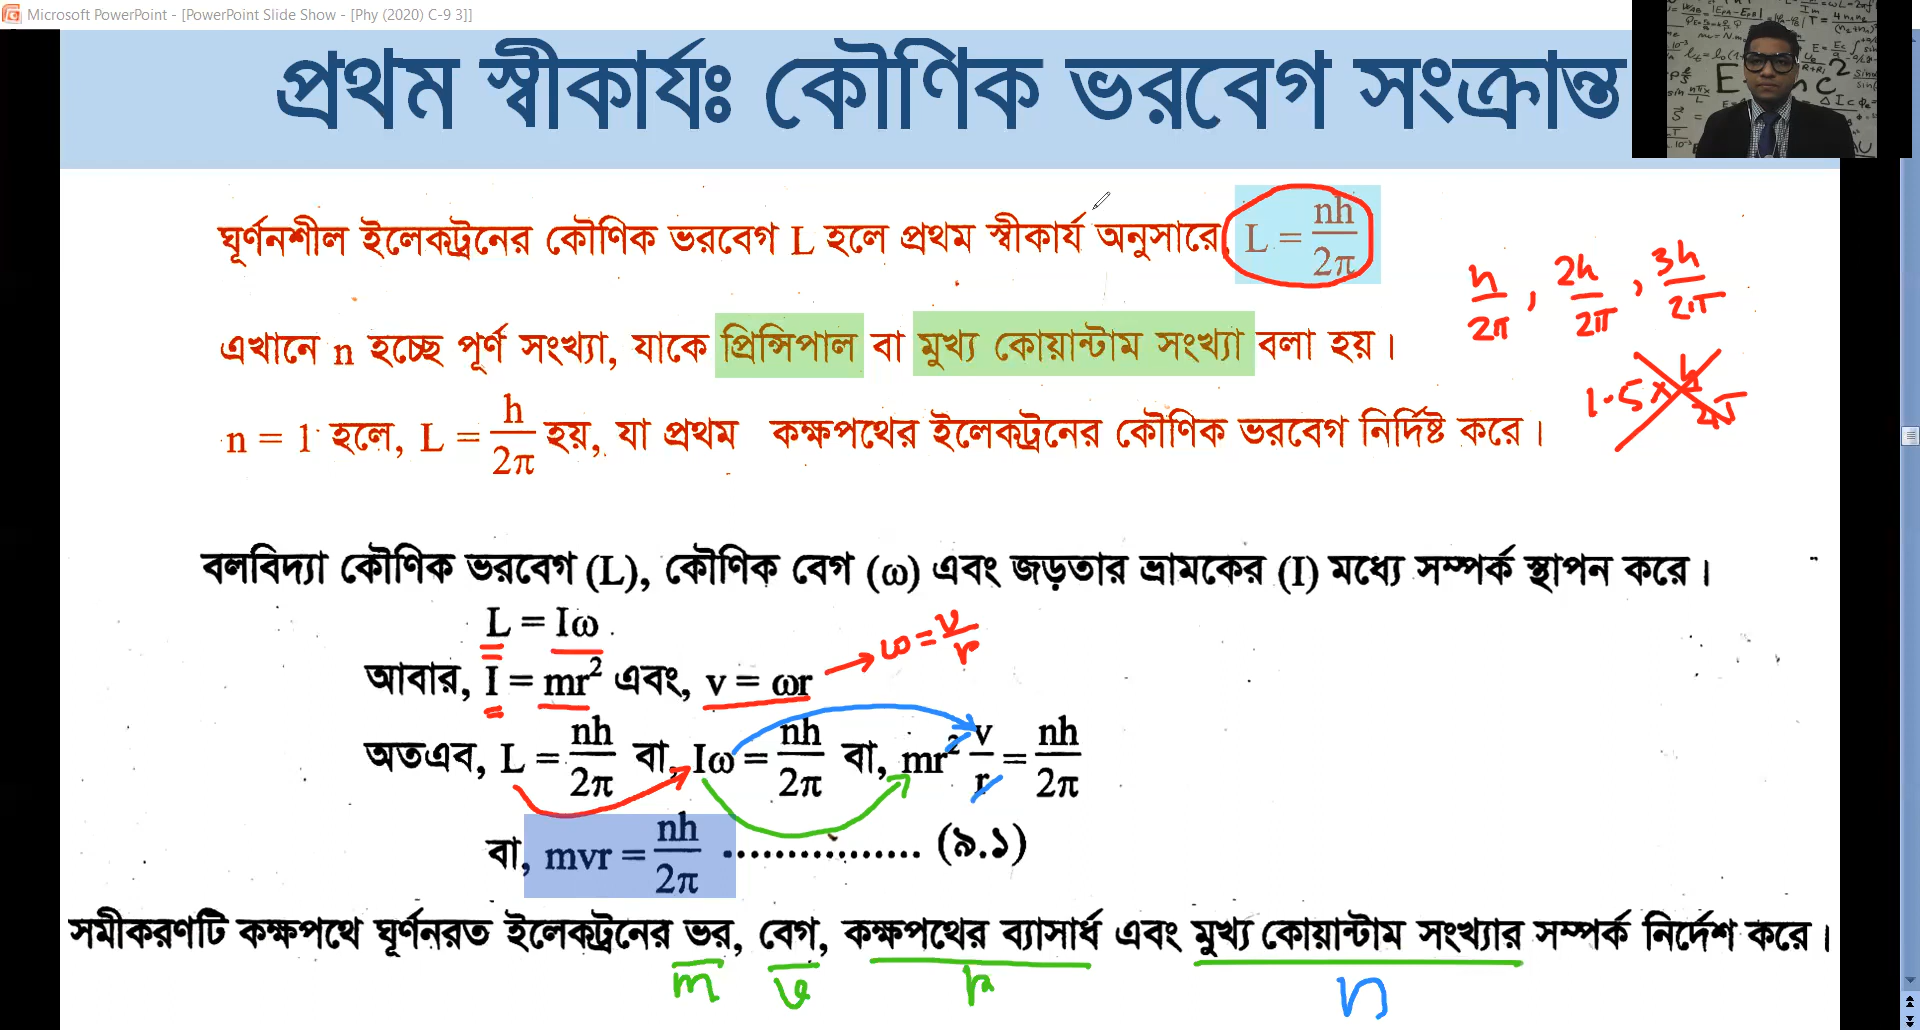 Microsoft PowerPoint - [PowerPoint Slide Show - [Phy (2020) C-9 3]]
প্রথম স্বীকার্যঃ কৌণিক ভরবেগ সংক্রান্ত
ঘূর্ণনশীল ইলেকট্রনের কৌণিক ভরবেগ L হলে প্রথম স্বীকার্য অনুসারে, L = nh/2π
h/2π, 2h/2π, 3h/2π
এখানে n হচ্ছে পূর্ণ সংখ্যা, যাকে প্রিন্সিপাল বা মুখ্য কোয়ান্টাম সংখ্যা বলা হয়।
1.5 × h/2π
n = 1 হলে, L = h/2π হয়, যা প্রথম কক্ষপথের ইলেকট্রনের কৌণিক ভরবেগ নির্দিষ্ট করে।
বলবিদ্যা কৌণিক ভরবেগ (L), কৌণিক বেগ (ω) এবং জড়তার ভ্রামকের (I) মধ্যে সম্পর্ক স্থাপন করে।
L = Iω
আবার, I = mr² এবং, v = ωr → ω = v/r
অতএব, L = nh/2π বা, Iω = nh/2π বা, mr² v/r = nh/2π
বা, mvr = nh/2π ................. (৯.১)
সমীকরণটি কক্ষপথে ঘূর্ণনরত ইলেকট্রনের ভর, বেগ, কক্ষপথের ব্যাসার্ধ এবং মুখ্য কোয়ান্টাম সংখ্যার সম্পর্ক নির্দেশ করে।
m v r n